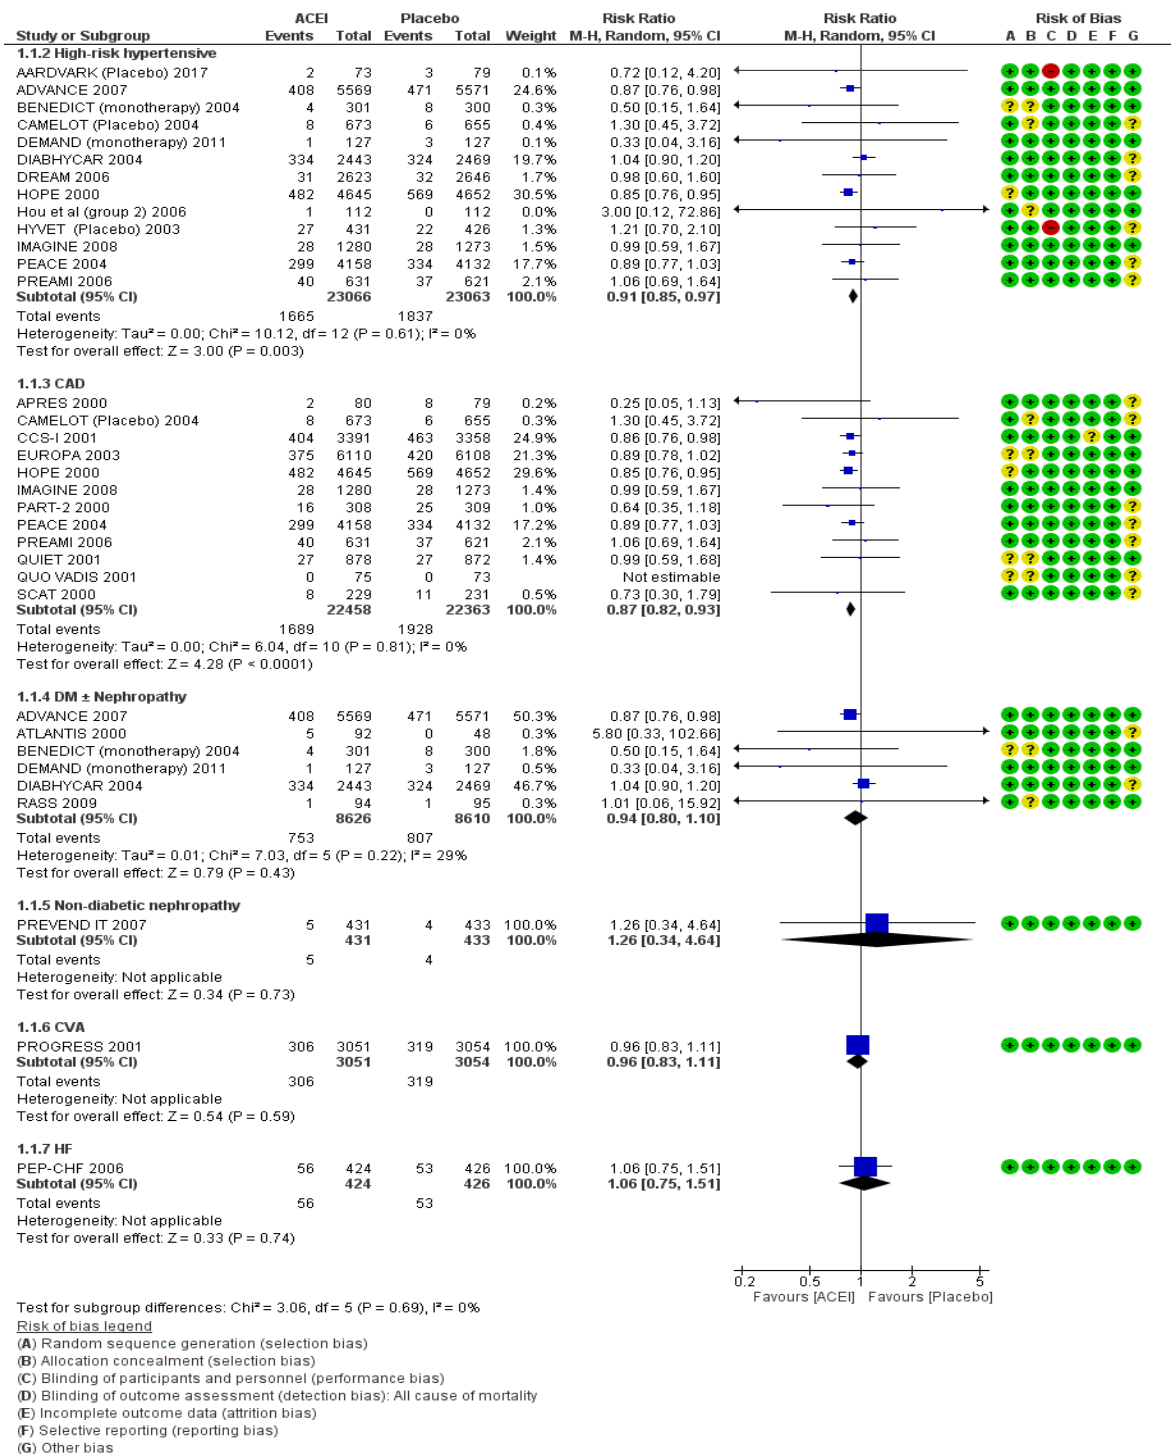 ACEI Placebo Risk Ratio Risk Ratio Risk of Bias
Study or Subgroup Events Total Events Total Weight M-H, Random, 95% CI M-H, Random, 95% CI A B C D E F G
1.1.2 High-risk hypertensive
AARDVARK (Placebo) 2017 2 73 3 79 0.1% 0.72 [0.12, 4.20] + + - + + + +
ADVANCE 2007 408 5569 471 5571 24.6% 0.87 [0.76, 0.98] + + + + + + +
BENEDICT (monotherapy) 2004 4 301 8 300 0.3% 0.50 [0.15, 1.64] ? ? + + + + +
CAMELOT (Placebo) 2004 8 673 6 655 0.4% 1.30 [0.45, 3.72] + ? + + + + ?
DEMAND (monotherapy) 2011 1 127 3 127 0.1% 0.33 [0.04, 3.16] + + + + + + +
DIABHYCAR 2004 334 2443 324 2469 19.7% 1.04 [0.90, 1.20] + + + + + + ?
DREAM 2006 31 2623 32 2646 1.7% 0.98 [0.60, 1.60] + + + + + + ?
HOPE 2000 482 4645 569 4652 30.5% 0.85 [0.76, 0.95] ? + + + + + +
Hou et al (group 2) 2006 1 112 0 112 0.0% 3.00 [0.12, 72.86] + ? + + + + +
HYVET (Placebo) 2003 27 431 22 426 1.3% 1.21 [0.70, 2.10] + + - + + + ?
IMAGINE 2008 28 1280 28 1273 1.5% 0.99 [0.59, 1.67] + + + + + + +
PEACE 2004 299 4158 334 4132 17.7% 0.89 [0.77, 1.03] + + + + + + ?
PREAMI 2006 40 631 37 621 2.1% 1.06 [0.69, 1.64] + + + + + + ?
Subtotal (95% CI) 23066 23063 100.0% 0.91 [0.85, 0.97]
Total events 1665 1837
Heterogeneity: Tau² = 0.00; Chi² = 10.12, df = 12 (P = 0.61); I² = 0%
Test for overall effect: Z = 3.00 (P = 0.003)
1.1.3 CAD
APRES 2000 2 80 8 79 0.2% 0.25 [0.05, 1.13] + + + + + + ?
CAMELOT (Placebo) 2004 8 673 6 655 0.3% 1.30 [0.45, 3.72] + ? + + + + ?
CCS-I 2001 404 3391 463 3358 24.9% 0.86 [0.76, 0.98] + + + + ? + +
EUROPA 2003 375 6110 420 6108 21.3% 0.89 [0.78, 1.02] ? ? + + + + +
HOPE 2000 482 4645 569 4652 29.6% 0.85 [0.76, 0.95] ? + + + + + +
IMAGINE 2008 28 1280 28 1273 1.4% 0.99 [0.59, 1.67] + + + + + + +
PART-2 2000 16 308 25 309 1.0% 0.64 [0.35, 1.18] + + + + + + ?
PEACE 2004 299 4158 334 4132 17.2% 0.89 [0.77, 1.03] + + + + + + ?
PREAMI 2006 40 631 37 621 2.1% 1.06 [0.69, 1.64] + + + + + + ?
QUIET 2001 27 878 27 872 1.4% 0.99 [0.59, 1.68] ? ? + + + + +
QUO VADIS 2001 0 75 0 73 Not estimable ? ? + + + + ?
SCAT 2000 8 229 11 231 0.5% 0.73 [0.30, 1.79] + + + + + + ?
Subtotal (95% CI) 22458 22363 100.0% 0.87 [0.82, 0.93]
Total events 1689 1928
Heterogeneity: Tau² = 0.00; Chi² = 6.04, df = 10 (P = 0.81); I² = 0%
Test for overall effect: Z = 4.28 (P < 0.0001)
1.1.4 DM ± Nephropathy
ADVANCE 2007 408 5569 471 5571 50.3% 0.87 [0.76, 0.98] + + + + + + +
ATLANTIS 2000 5 92 0 48 0.3% 5.80 [0.33, 102.66] + + + + + + ?
BENEDICT (monotherapy) 2004 4 301 8 300 1.8% 0.50 [0.15, 1.64] ? ? + + + + +
DEMAND (monotherapy) 2011 1 127 3 127 0.5% 0.33 [0.04, 3.16] + + + + + + +
DIABHYCAR 2004 334 2443 324 2469 46.7% 1.04 [0.90, 1.20] + + + + + + ?
RASS 2009 1 94 1 95 0.3% 1.01 [0.06, 15.92] + ? + + + + +
Subtotal (95% CI) 8626 8610 100.0% 0.94 [0.80, 1.10]
Total events 753 807
Heterogeneity: Tau² = 0.01; Chi² = 7.03, df = 5 (P = 0.22); I² = 29%
Test for overall effect: Z = 0.79 (P = 0.43)
1.1.5 Non-diabetic nephropathy
PREVEND IT 2007 5 431 4 433 100.0% 1.26 [0.34, 4.64] + + + + + + +
Subtotal (95% CI) 431 433 100.0% 1.26 [0.34, 4.64]
Total events 5 4
Heterogeneity: Not applicable
Test for overall effect: Z = 0.34 (P = 0.73)
1.1.6 CVA
PROGRESS 2001 306 3051 319 3054 100.0% 0.96 [0.83, 1.11] + + + + + + +
Subtotal (95% CI) 3051 3054 100.0% 0.96 [0.83, 1.11]
Total events 306 319
Heterogeneity: Not applicable
Test for overall effect: Z = 0.54 (P = 0.59)
1.1.7 HF
PEP-CHF 2006 56 424 53 426 100.0% 1.06 [0.75, 1.51] + + + + + + +
Subtotal (95% CI) 424 426 100.0% 1.06 [0.75, 1.51]
Total events 56 53
Heterogeneity: Not applicable
Test for overall effect: Z = 0.33 (P = 0.74)
0.2 0.5 1 2 5
Favours [ACEI] Favours [Placebo]
Test for subgroup differences: Chi² = 3.06, df = 5 (P = 0.69), I² = 0%
Risk of bias legend
(A) Random sequence generation (selection bias)
(B) Allocation concealment (selection bias)
(C) Blinding of participants and personnel (performance bias)
(D) Blinding of outcome assessment (detection bias): All cause of mortality
(E) Incomplete outcome data (attrition bias)
(F) Selective reporting (reporting bias)
(G) Other bias